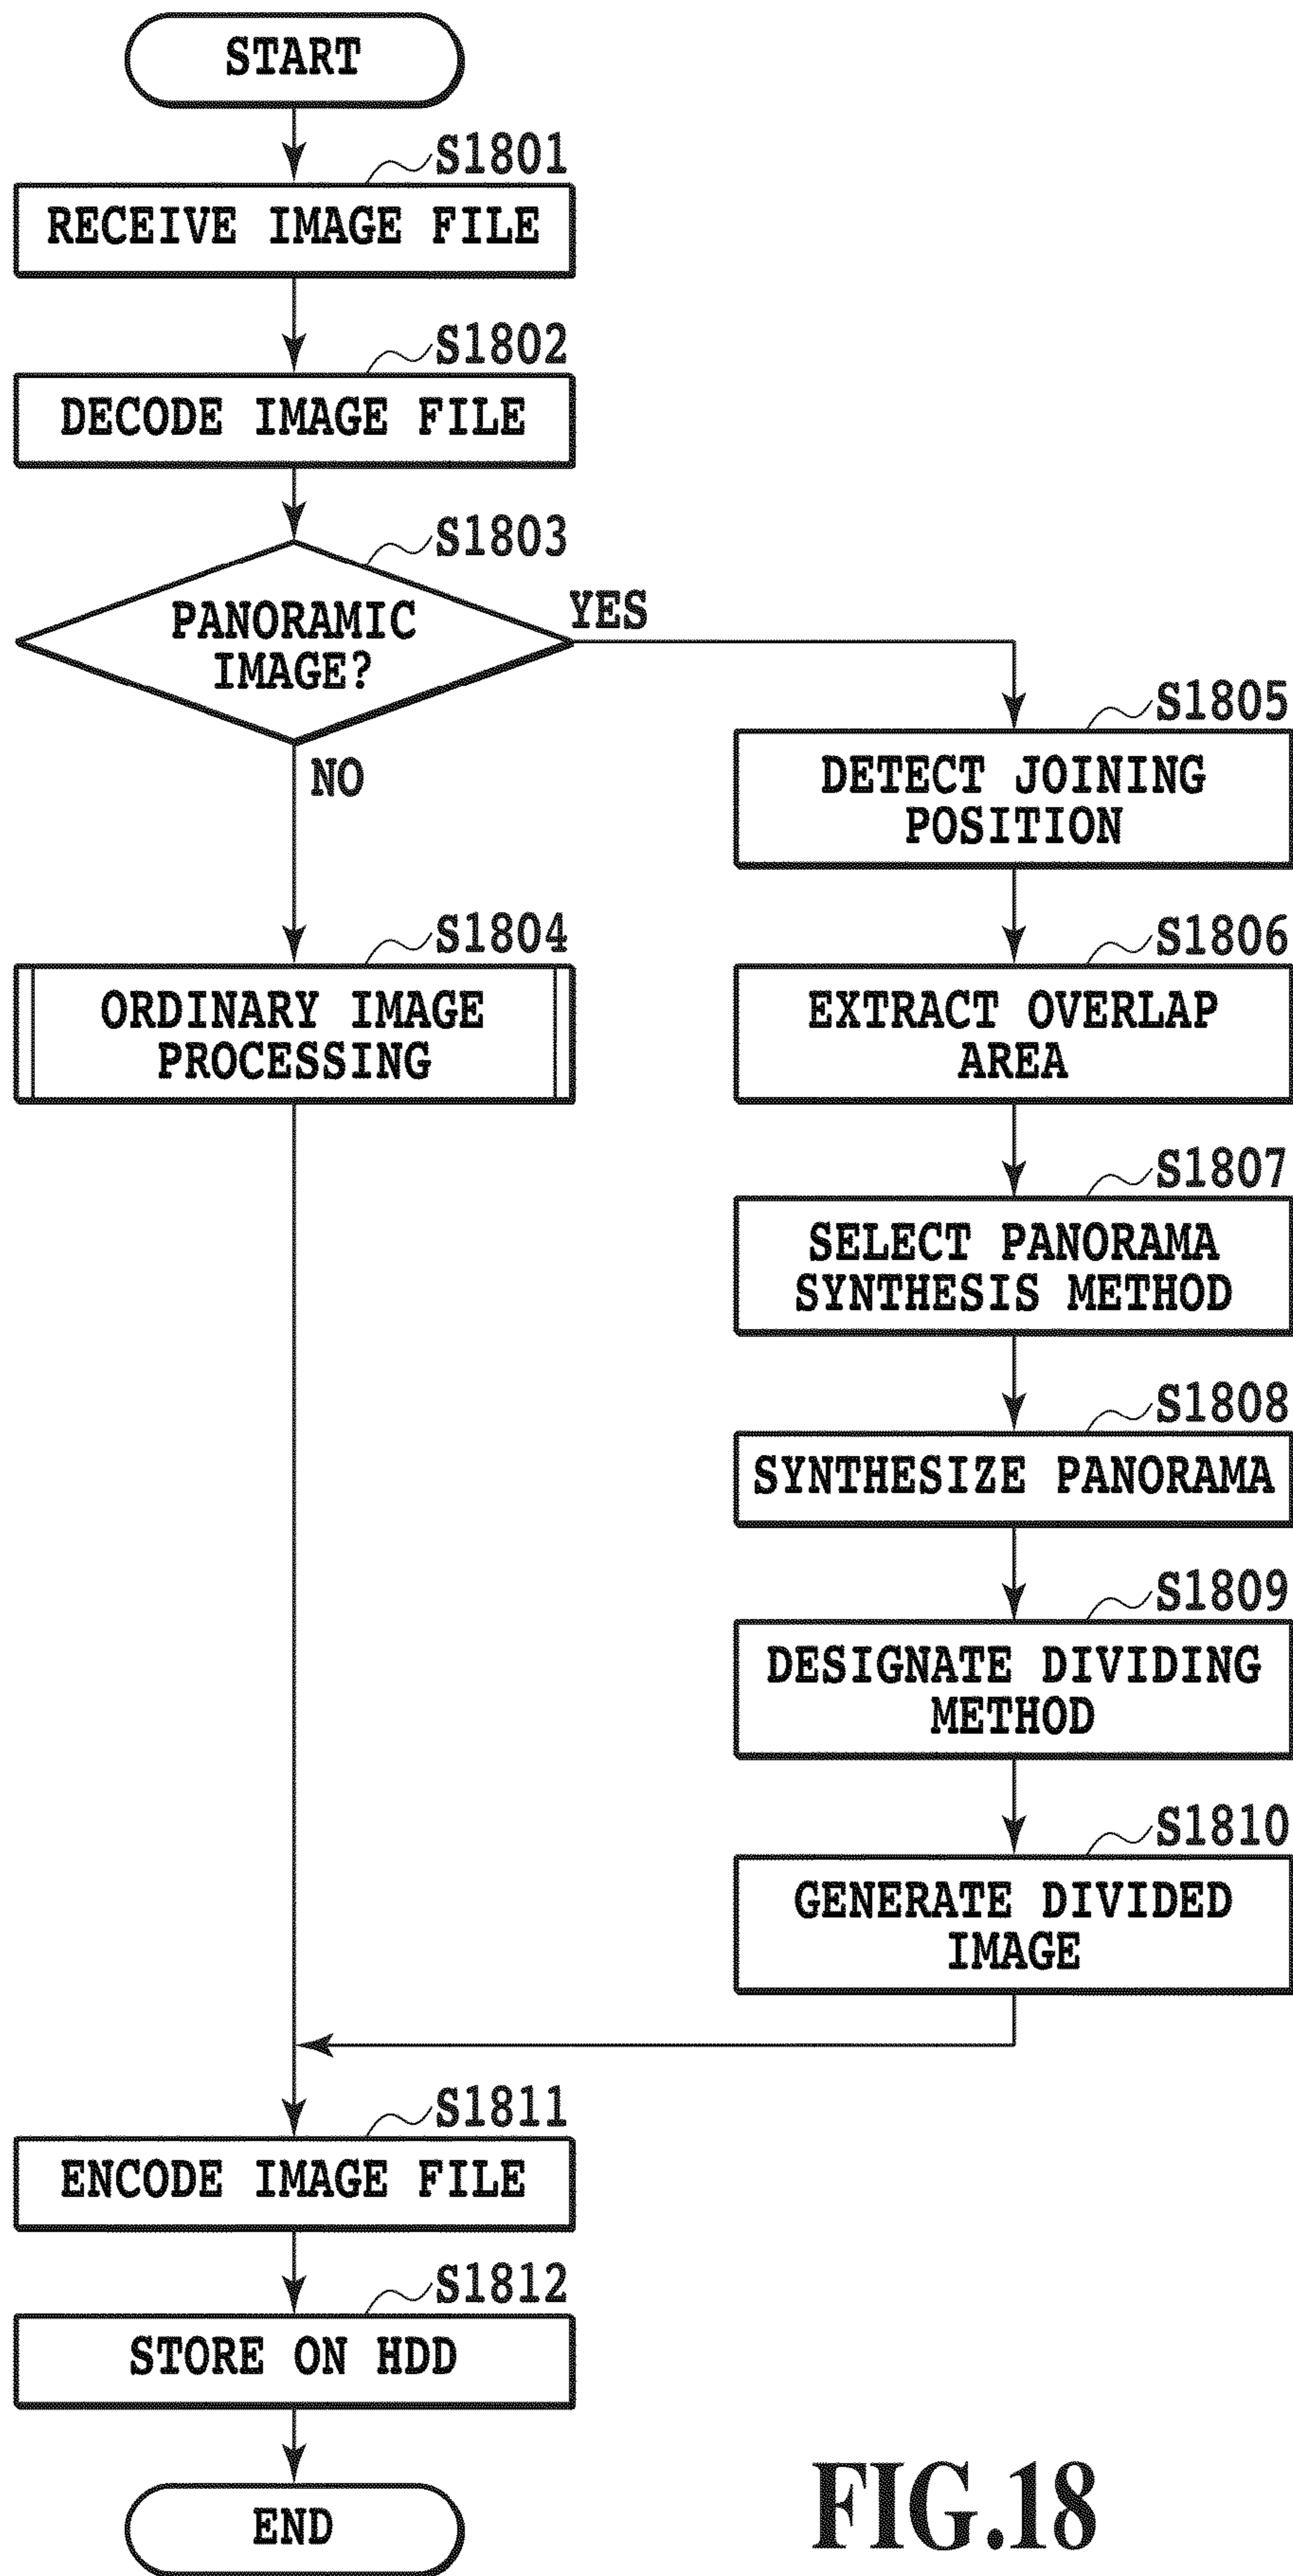 START
S1801
RECEIVE IMAGE FILE
S1802
DECODE IMAGE FILE
S1803
PANORAMIC
IMAGE?
YES
NO
S1804
ORDINARY IMAGE
PROCESSING
S1805
DETECT JOINING
POSITION
S1806
EXTRACT OVERLAP
AREA
S1807
SELECT PANORAMA
SYNTHESIS METHOD
S1808
SYNTHESIZE PANORAMA
S1809
DESIGNATE DIVIDING
METHOD
S1810
GENERATE DIVIDED
IMAGE
S1811
ENCODE IMAGE FILE
S1812
STORE ON HDD
END
FIG.18